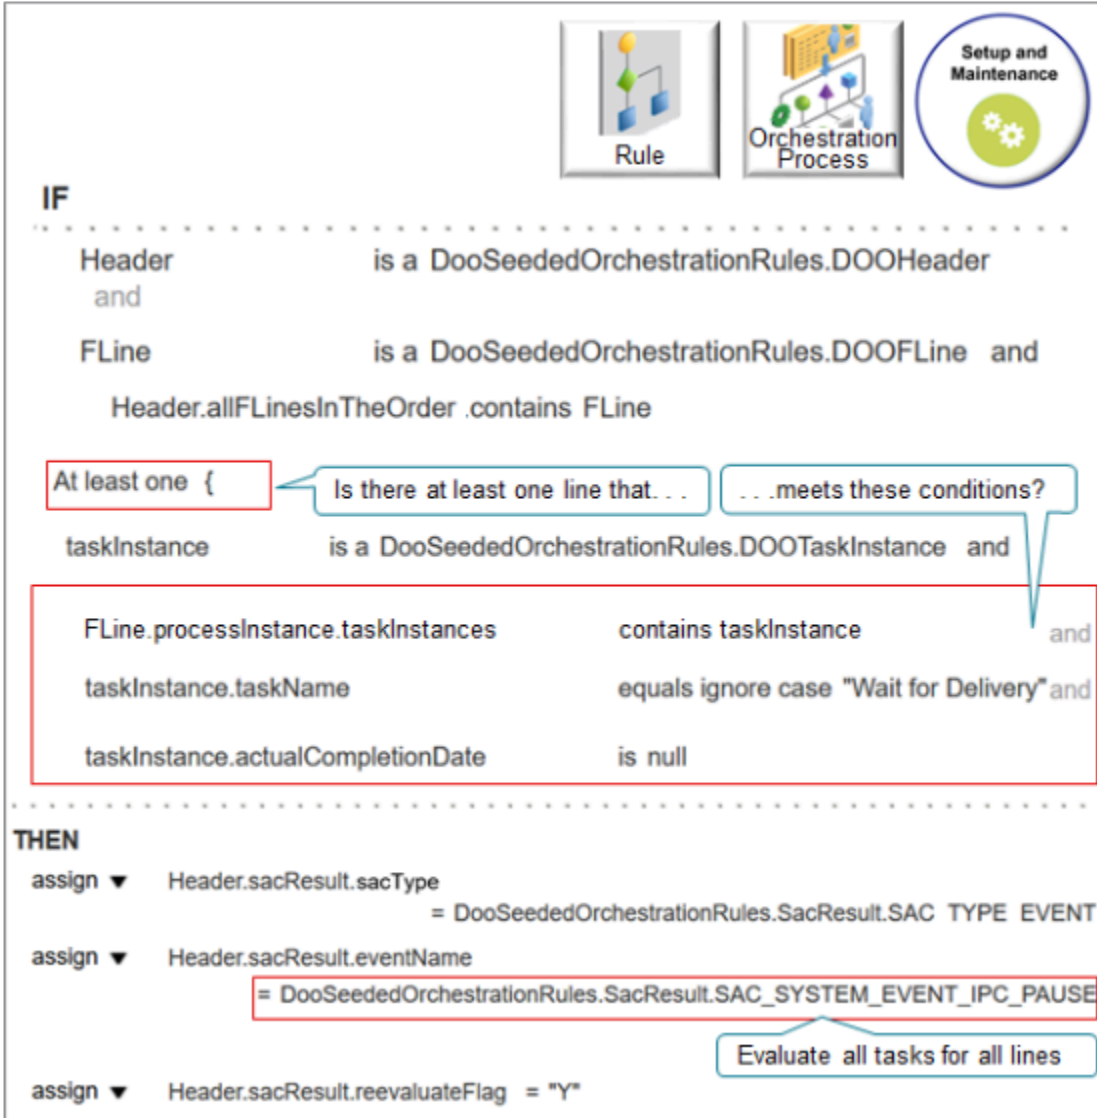 Rule
Orchestration
Process
Setup and
Maintenance
IF
Header is a DooSeededOrchestrationRules.DOOHeader
and
FLine is a DooSeededOrchestrationRules.DOOFLine and
Header.allFLinesInTheOrder .contains FLine
At least one {
Is there at least one line that. . .
. . .meets these conditions?
taskInstance is a DooSeededOrchestrationRules.DOOTaskInstance and
FLine.processInstance.taskInstances contains taskInstance and
taskInstance.taskName equals ignore case "Wait for Delivery" and
taskInstance.actualCompletionDate is null
THEN
assign Header.sacResult.sacType
= DooSeededOrchestrationRules.SacResult.SAC TYPE EVENT
assign Header.sacResult.eventName
= DooSeededOrchestrationRules.SacResult.SAC_SYSTEM_EVENT_IPC_PAUSE
Evaluate all tasks for all lines
assign Header.sacResult.reevaluateFlag = "Y"